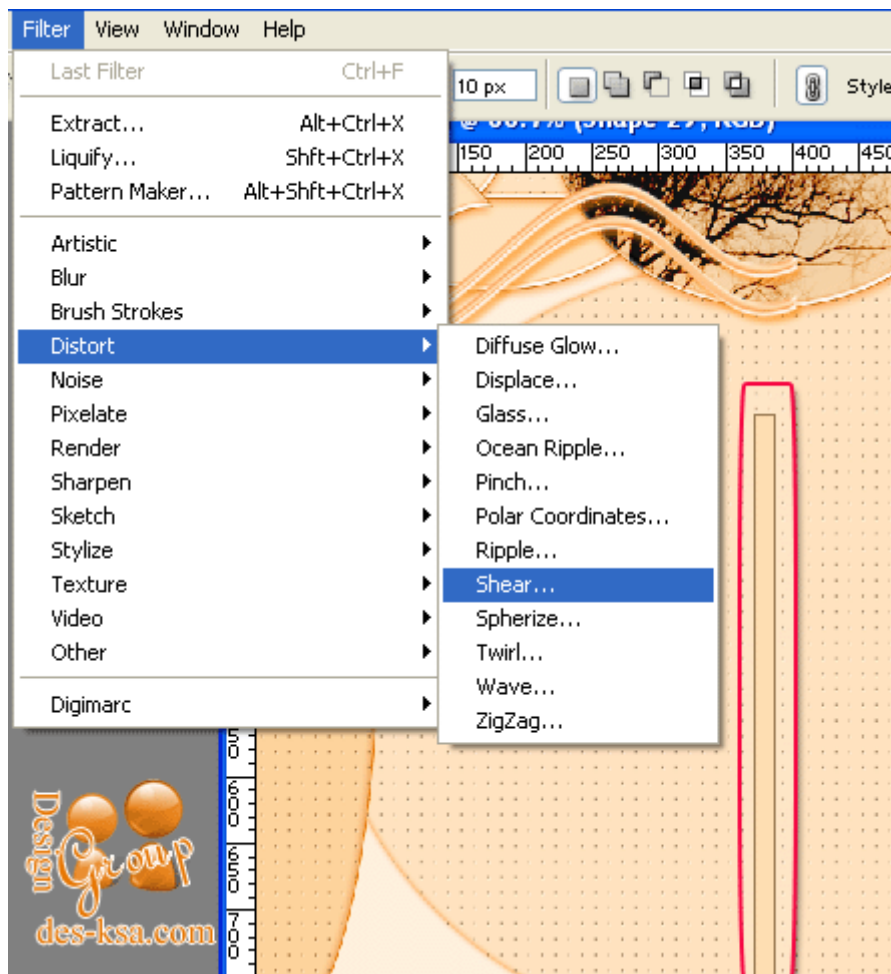 Filter View Window Help
Last Filter Ctrl+F
10 px
Style
Extract... Alt+Ctrl+X
Liquify... Shft+Ctrl+X
Pattern Maker... Alt+Shft+Ctrl+X
150 200 250 300 350 400 450
Artistic
Blur
Brush Strokes
Distort
Noise
Pixelate
Render
Sharpen
Sketch
Stylize
Texture
Video
Other
Digimarc
Diffuse Glow...
Displace...
Glass...
Ocean Ripple...
Pinch...
Polar Coordinates...
Ripple...
Shear...
Spherize...
Twirl...
Wave...
ZigZag...
600
650
700
Design
Group
des-ksa.com